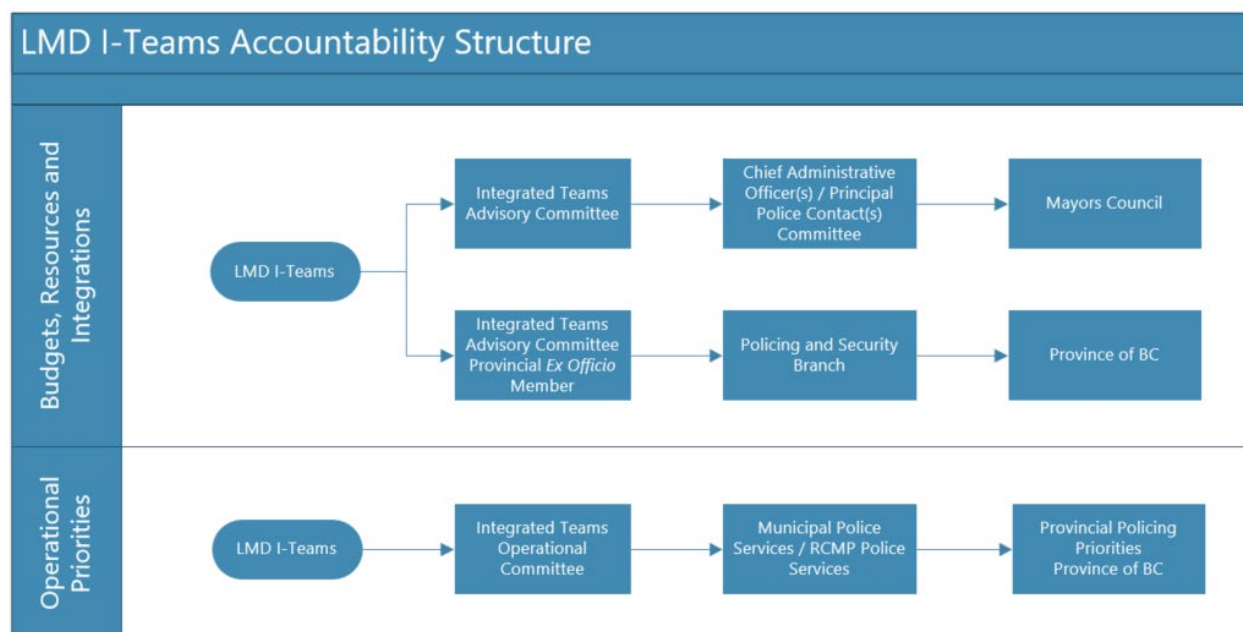 LMD I-Teams Accountability Structure
Budgets, Resources and
Integrations
LMD I-Teams
Integrated Teams
Advisory Committee
Chief Administrative
Officer(s) / Principal
Police Contact(s)
Committee
Mayors Council
Integrated Teams
Advisory Committee
Provincial Ex Officio
Member
Policing and Security
Branch
Province of BC
Operational
Priorities
LMD I-Teams
Integrated Teams
Operational
Committee
Municipal Police
Services / RCMP Police
Services
Provincial Policing
Priorities
Province of BC